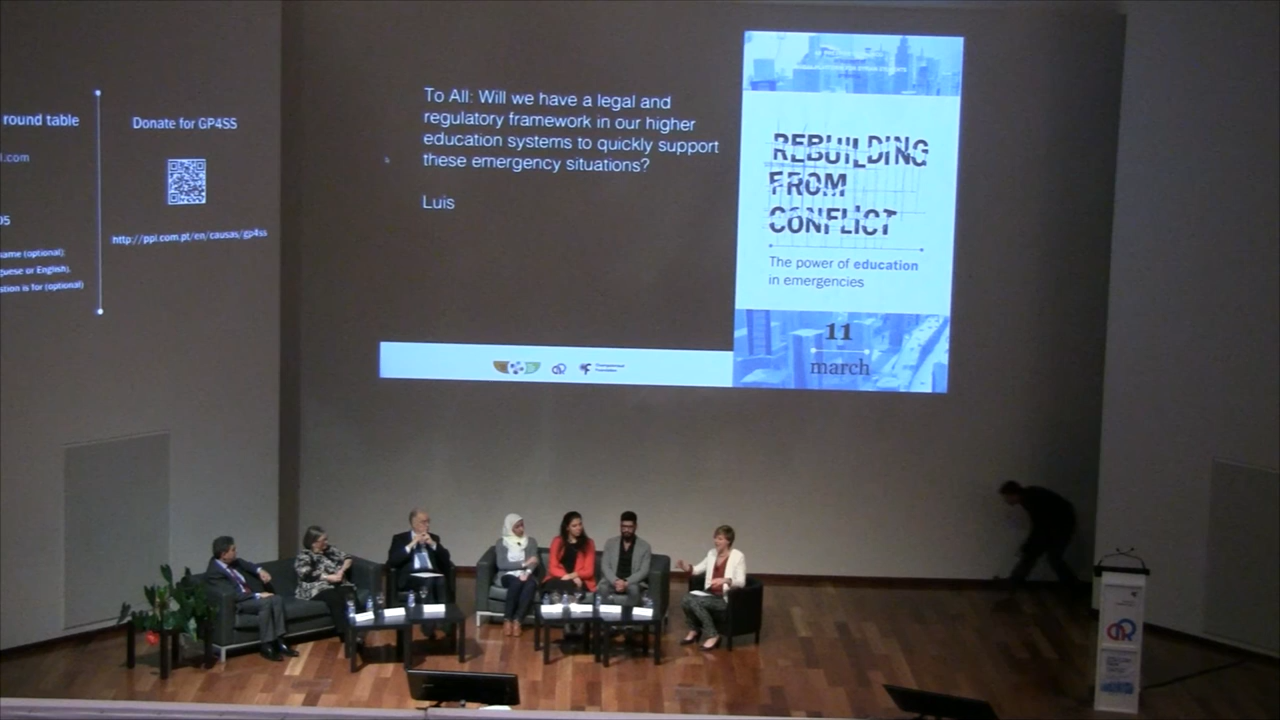 round table
l.com
05
ame (optional);
guese or English).
stion is for (optional)
Donate for GP4SS
http://ppl.com.pt/en/causas/gp4ss
To All: Will we have a legal and
regulatory framework in our higher
education systems to quickly support
these emergency situations?
Luis
REBUILDING
FROM
CONFLICT
The power of education
in emergencies
11
march